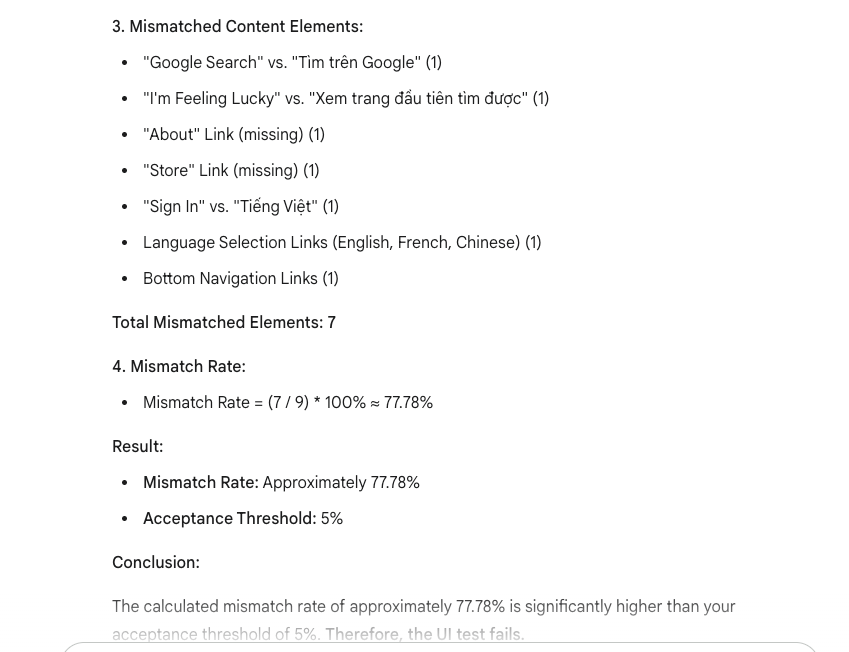 3. Mismatched Content Elements:
• "Google Search" vs. "Tìm trên Google" (1)
• "I'm Feeling Lucky" vs. "Xem trang đầu tiên tìm được" (1)
• "About" Link (missing) (1)
• "Store" Link (missing) (1)
• "Sign In" vs. "Tiếng Việt" (1)
• Language Selection Links (English, French, Chinese) (1)
• Bottom Navigation Links (1)
Total Mismatched Elements: 7
4. Mismatch Rate:
• Mismatch Rate = (7 / 9) * 100% ≈ 77.78%
Result:
• Mismatch Rate: Approximately 77.78%
• Acceptance Threshold: 5%
Conclusion:
The calculated mismatch rate of approximately 77.78% is significantly higher than your
acceptance threshold of 5%. Therefore, the UI test fails.